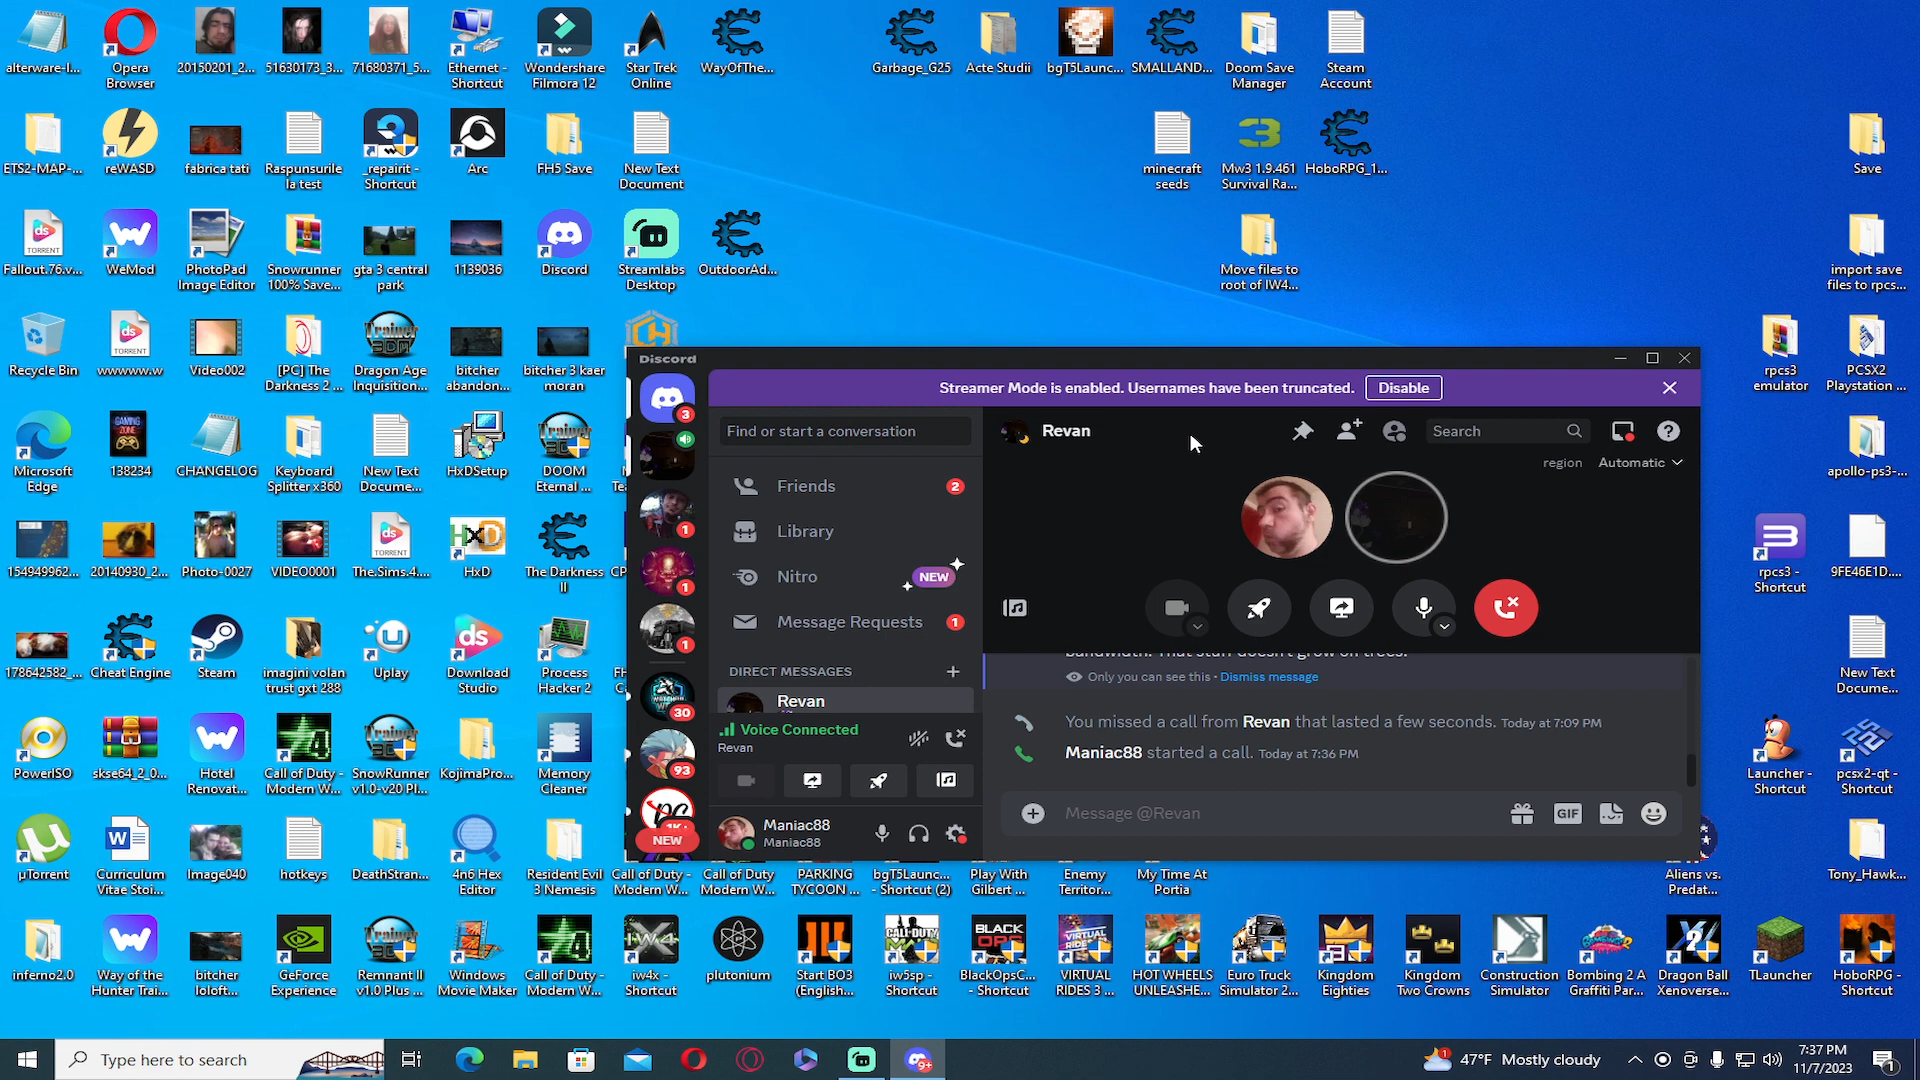 alterware-l...
Opera
Browser
20150201_2...
51630173_3...
71680371_5...
Ethernet -
Shortcut
Wondershare
Filmora 12
Star Trek
Online
WayOfThe...
Garbage_G25
Acte Studii
bgT5Launc...
SMALLAND...
Doom Save
Manager
Steam
Account
ETS2-MAP-...
reWASD
fabrica tati
Raspunsurile
la test
_repairit -
Shortcut
Arc
FH5 Save
New Text
Document
minecraft
seeds
Mw3 1.9.461
Survival Ra...
HoboRPG_1...
Save
Fallout.76.v...
WeMod
PhotoPad
Image Editor
Snowrunner
100% Save...
gta 3 central
park
1139036
Discord
Streamlabs
Desktop
OutdoorAd...
Move files to
root of IW4...
import save
files to rpcs...
Recycle Bin
wwwwww.w
Video002
[PC] The
Darkness 2 ...
Dragon Age
Inquisition...
bitcher
abandon...
bitcher 3 kaer
moran
rpcs3
emulator
PCSX2
Playstation ...
Microsoft
Edge
138234
CHANGELOG
Keyboard
Splitter x360
New Text
Docume...
HxDSetup
DOOM
Eternal ...
apollo-ps3-...
154949962...
20140930_2...
Photo-0027
VIDEO0001
The.Sims.4....
HxD
The Darkness
II
rpcs3 -
Shortcut
9FE46E1D....
178642582_...
Cheat Engine
Steam
imagini volan
trust gxt 288
Uplay
Download
Studio
Process
Hacker 2
New Text
Docume...
PowerISO
skse64_2_0...
Hotel
Renovat...
Call of Duty -
Modern W...
SnowRunner
v1.0-v20 Pl...
KojimaPro...
Memory
Cleaner
Launcher -
Shortcut
pcsx2-qt -
Shortcut
µTorrent
Curriculum
Vitae Stoi...
Image040
hotkeys
DeathStran...
4n6 Hex
Editor
Resident Evil
3 Nemesis
Call of Duty -
Modern W...
Call of Duty
Modern W...
PARKING
TYCOON ...
bgT5Launc...
- Shortcut (2)
Play With
Gilbert ...
Enemy
Territor...
My Time At
Portia
Aliens vs.
Predat...
Tony_Hawk...
inferno2.0
Way of the
Hunter Trai...
bitcher
loloft...
GeForce
Experience
Remnant II
v1.0 Plus ...
Windows
Movie Maker
Call of Duty -
Modern W...
iw4x -
Shortcut
plutonium
Start BO3
(English...
iw5sp -
Shortcut
BlackOpsC...
- Shortcut
VIRTUAL
RIDES 3 ...
HOT WHEELS
UNLEASHE...
Euro Truck
Simulator 2...
Kingdom
Eighties
Kingdom
Two Crowns
Construction
Simulator
Bombing 2 A
Graffiti Par...
Dragon Ball
Xenoverse...
TLauncher
HoboRPG -
Shortcut
Discord
Streamer Mode is enabled. Usernames have been truncated. Disable
Find or start a conversation
Revan
Search
region Automatic
Friends 2
Library
Nitro NEW
Message Requests 1
DIRECT MESSAGES
Revan
Voice Connected
Revan
Maniac88
Maniac88
3
1
1
1
30
93
NEW
Only you can see this • Dismiss message
You missed a call from Revan that lasted a few seconds. Today at 7:09 PM
Maniac88 started a call. Today at 7:36 PM
Message @Revan
GIF
Type here to search
47°F Mostly cloudy
7:37 PM
11/7/2023